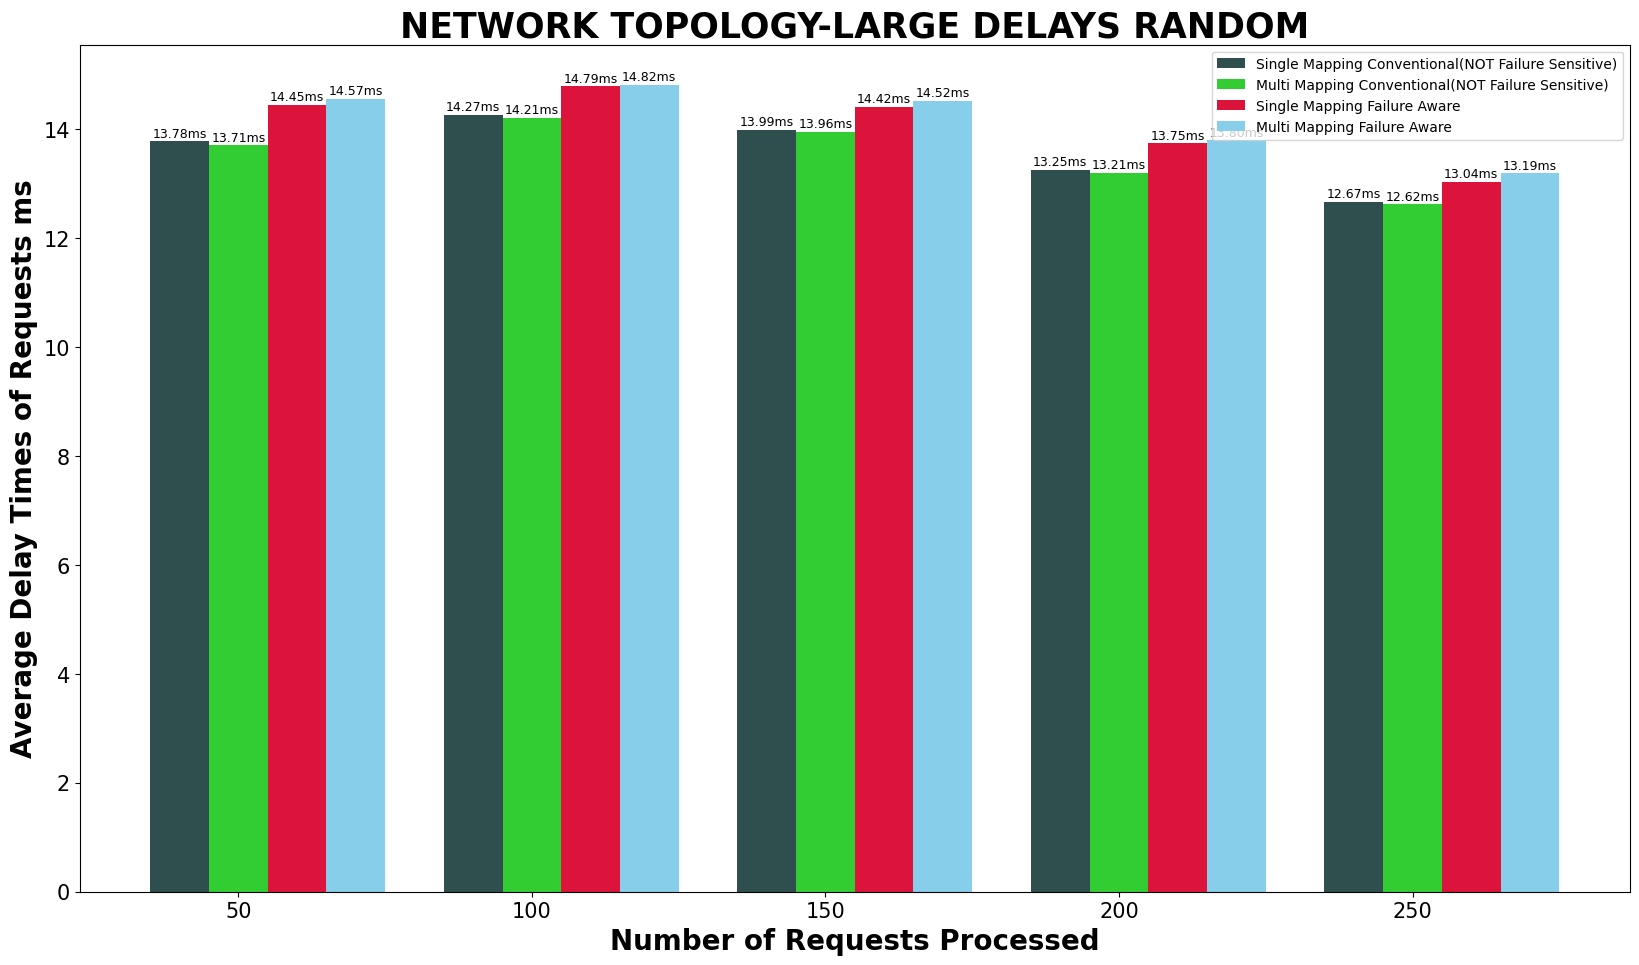 NETWORK TOPOLOGY-LARGE DELAYS RANDOM
Single Mapping Conventional(NOT Failure Sensitive)
Multi Mapping Conventional(NOT Failure Sensitive)
Single Mapping Failure Aware
Multi Mapping Failure Aware
Average Delay Times of Requests ms
14
12
10
8
6
4
2
0
13.78ms 13.71ms 14.45ms 14.57ms
14.27ms 14.21ms 14.79ms 14.82ms
13.99ms 13.96ms 14.42ms 14.52ms
13.25ms 13.21ms 13.75ms 13.80ms
12.67ms 12.62ms 13.04ms 13.19ms
50 100 150 200 250
Number of Requests Processed